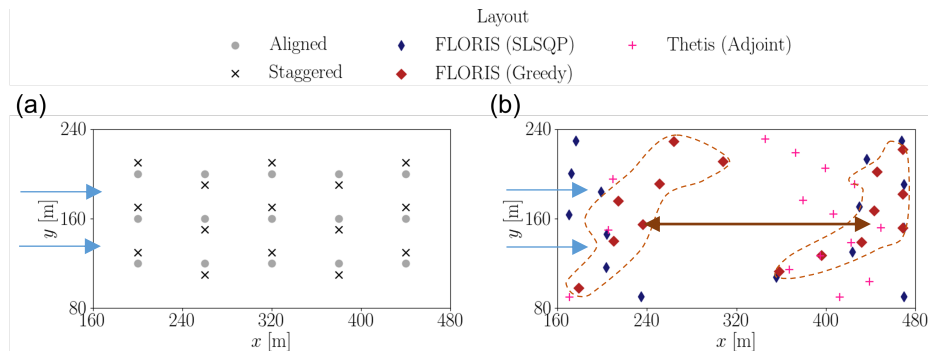 Layout
Aligned
FLORIS (SLSQP)
Thetis (Adjoint)
Staggered
FLORIS (Greedy)
(a)
(b)
240
160
80
y [m]
160
240
320
400
480
x [m]
240
160
80
y [m]
160
240
320
400
480
x [m]